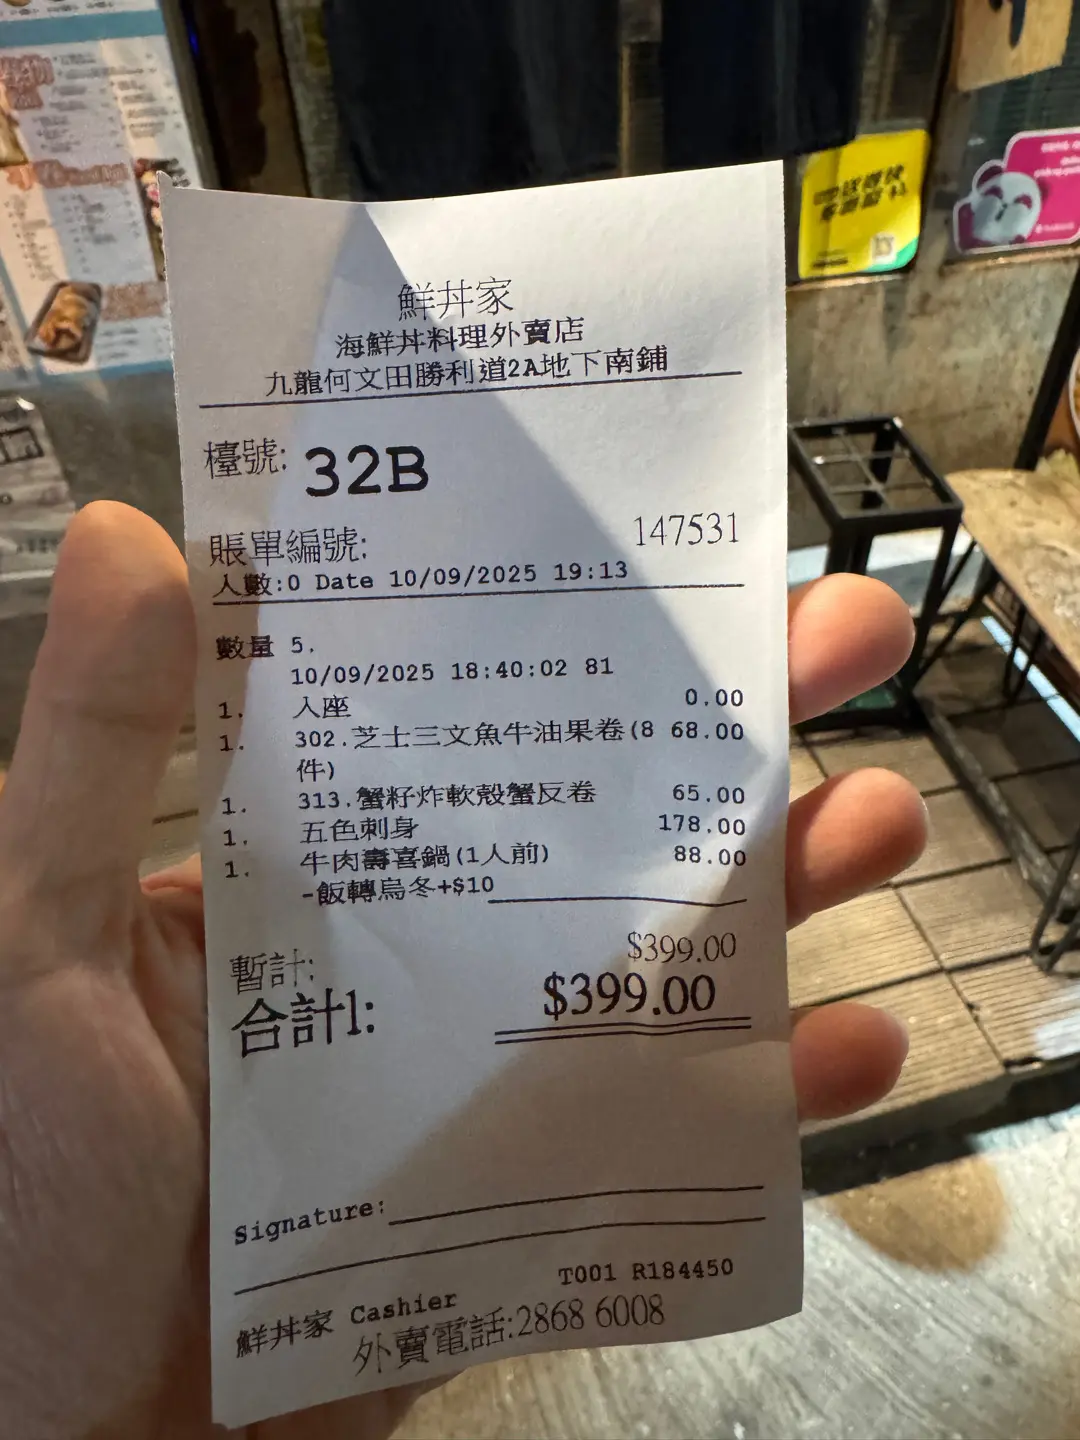 鮮丼家
海鮮丼料理外賣店
九龍何文田勝利道2A地下南鋪
檯號: 32B
賬單編號: 147531
人數:0 Date 10/09/2025 19:13
數量 5.
10/09/2025 18:40:02 81
1. 入座 0.00
1. 302.芝士三文魚牛油果卷(8 68.00
件)
1. 313.蟹籽炸軟殼蟹反卷 65.00
1. 五色刺身 178.00
1. 牛肉壽喜鍋(1人前) 88.00
-飯轉烏冬+$10
暫計: $399.00
合計1: $399.00
Signature:
T001 R184450
鮮丼家 Cashier
外賣電話:2868 6008